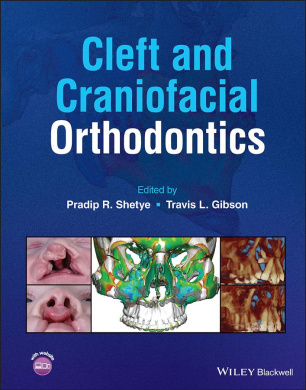 Cleft and
Craniofacial
Orthodontics
Edited by
Pradip R. Shetye ▪ Travis L. Gibson
with website
WILEY Blackwell